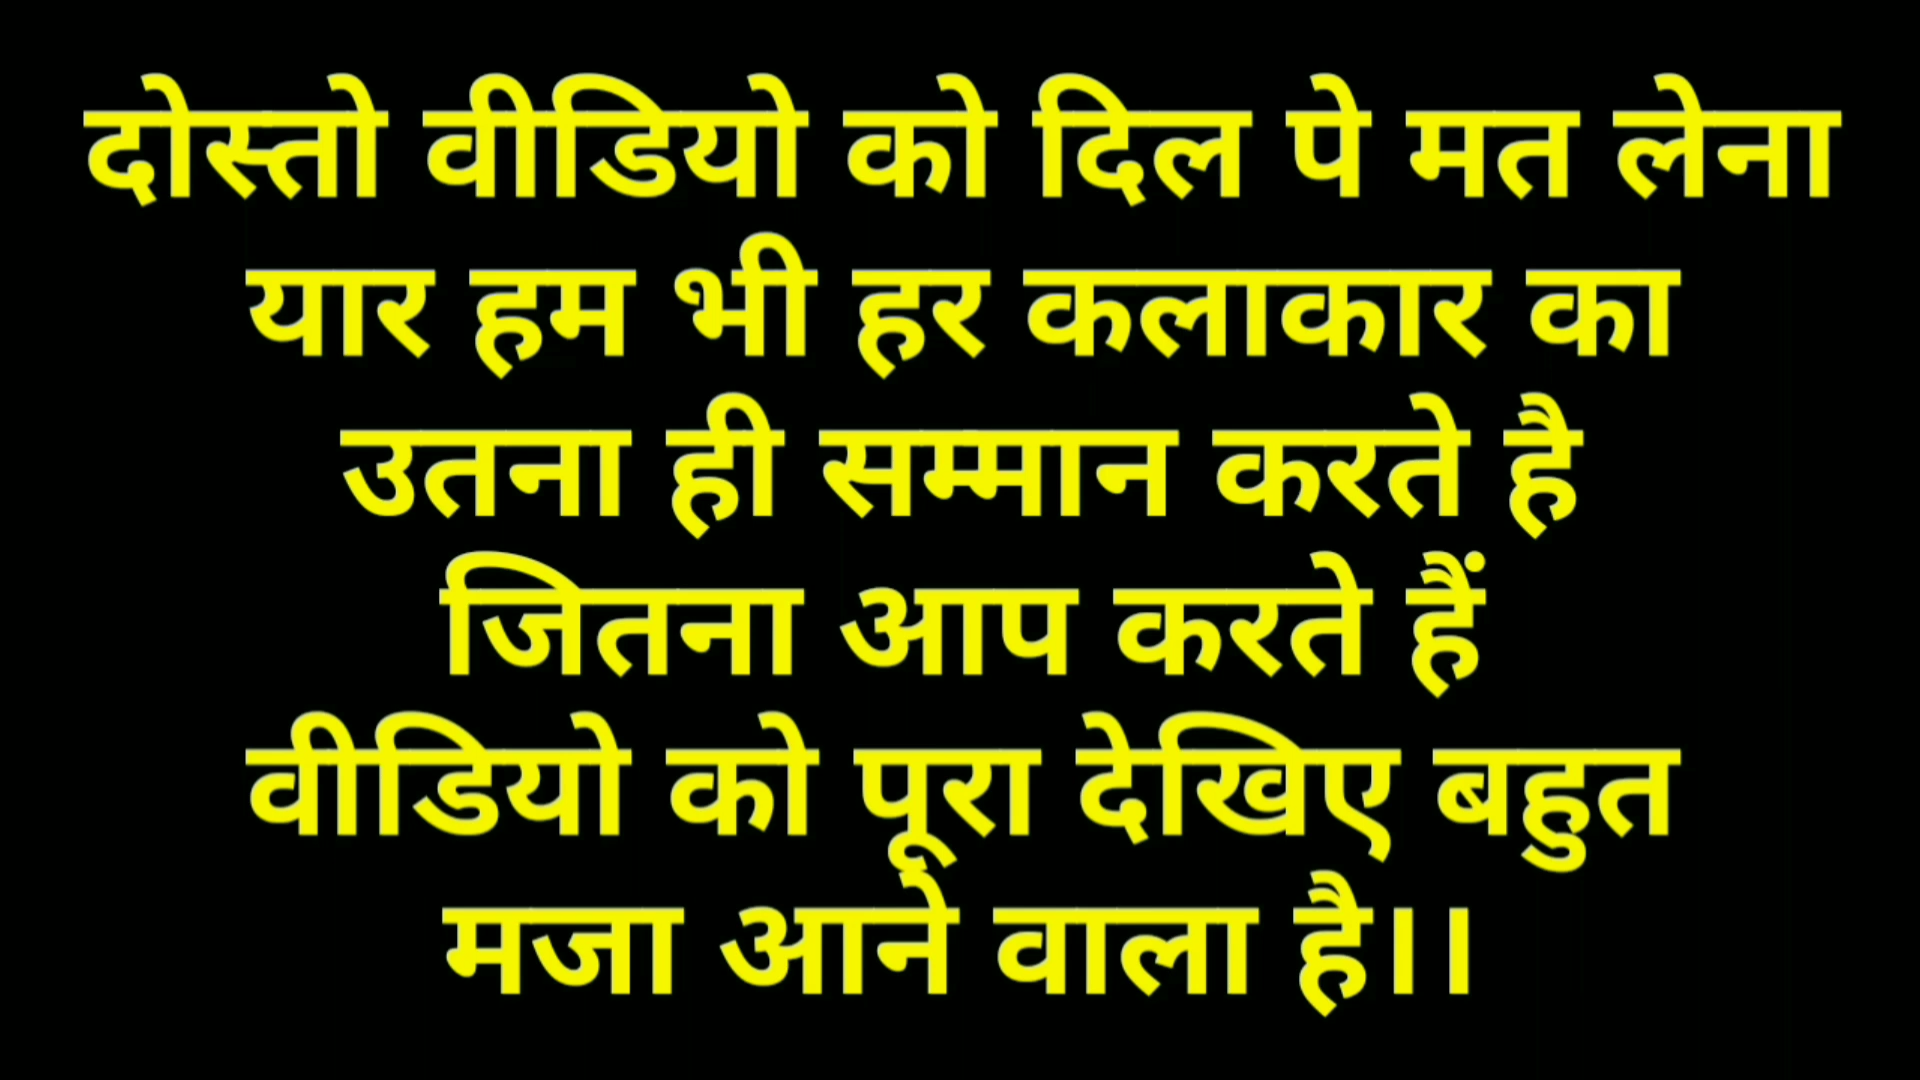 दोस्तो वीडियो को दिल पे मत लेना
यार हम भी हर कलाकार का
उतना ही सम्मान करते है
जितना आप करते हैं
वीडियो को पूरा देखिए बहुत
मजा आने वाला है।।